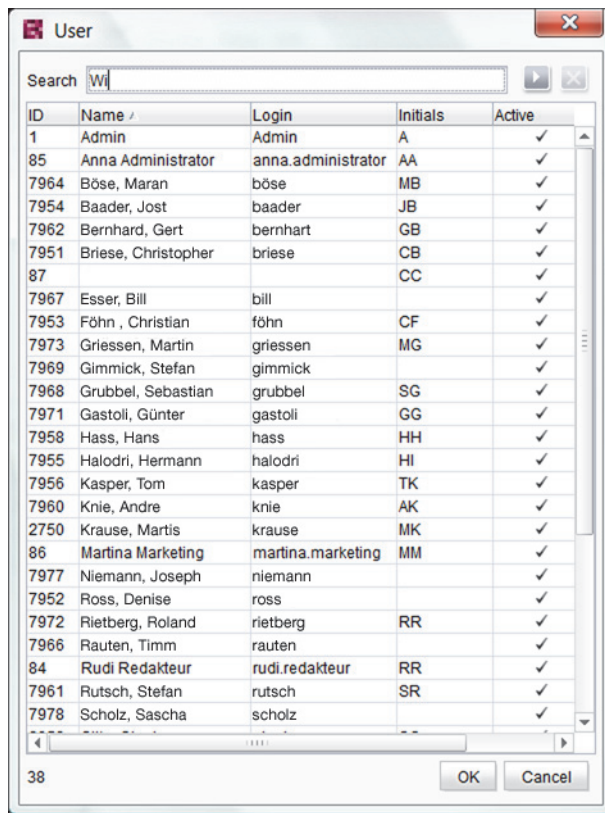 User
Search Wi
ID Name Login Initials Active
1 Admin Admin A ✓
85 Anna Administrator anna.administrator AA ✓
7964 Böse, Maran böse MB ✓
7954 Baader, Jost baader JB ✓
7962 Bernhard, Gert bernhart GB ✓
7951 Briese, Christopher briese CB ✓
87 CC ✓
7967 Esser, Bill bill ✓
7953 Föhn , Christian föhn CF ✓
7973 Griessen, Martin griessen MG ✓
7969 Gimmick, Stefan gimmick ✓
7968 Grubbel, Sebastian grubbel SG ✓
7971 Gastoli, Günter gastoli GG ✓
7958 Hass, Hans hass HH ✓
7955 Halodri, Hermann halodri HI ✓
7956 Kasper, Tom kasper TK ✓
7960 Knie, Andre knie AK ✓
2750 Krause, Martis krause MK ✓
86 Martina Marketing martina.marketing MM ✓
7977 Niemann, Joseph niemann ✓
7952 Ross, Denise ross ✓
7972 Rietberg, Roland rietberg RR ✓
7966 Rauten, Timm rauten ✓
84 Rudi Redakteur rudi.redakteur RR ✓
7961 Rutsch, Stefan rutsch SR ✓
7978 Scholz, Sascha scholz ✓
38 OK Cancel